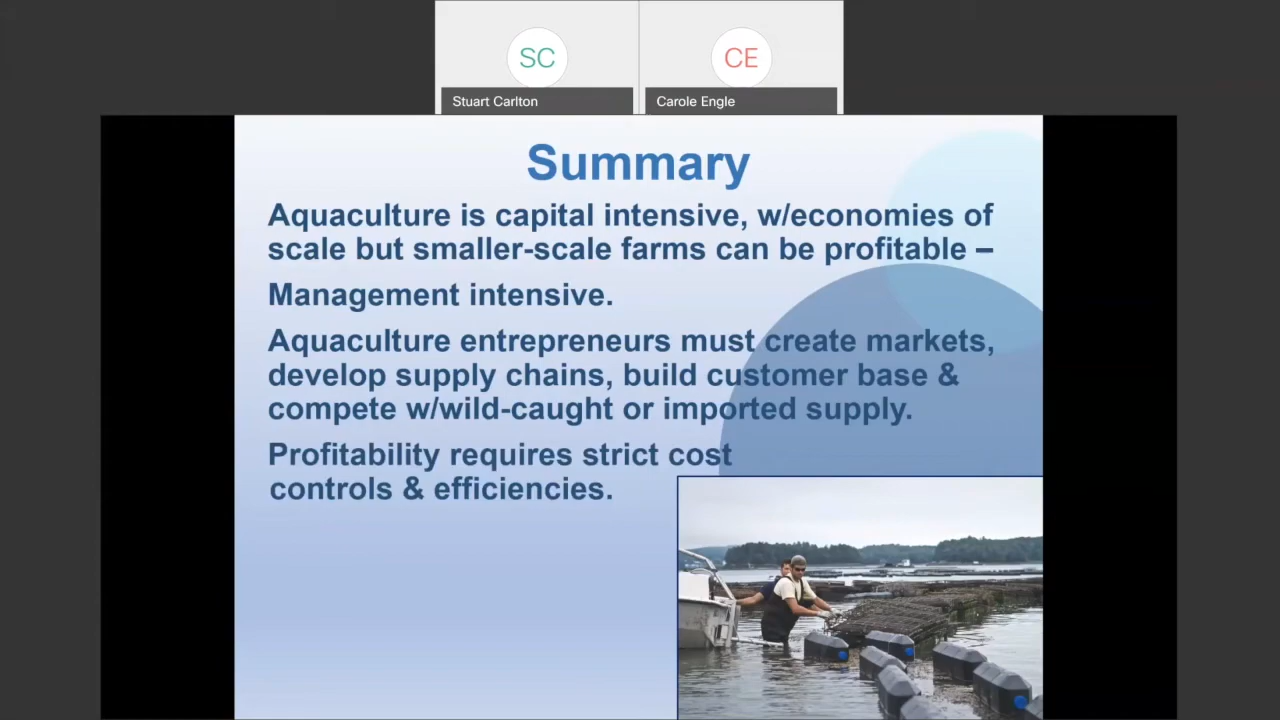 SC
CE
Stuart Carlton
Carole Engle
Summary
Aquaculture is capital intensive, w/economies of
scale but smaller-scale farms can be profitable –
Management intensive.
Aquaculture entrepreneurs must create markets,
develop supply chains, build customer base &
compete w/wild-caught or imported supply.
Profitability requires strict cost
controls & efficiencies.